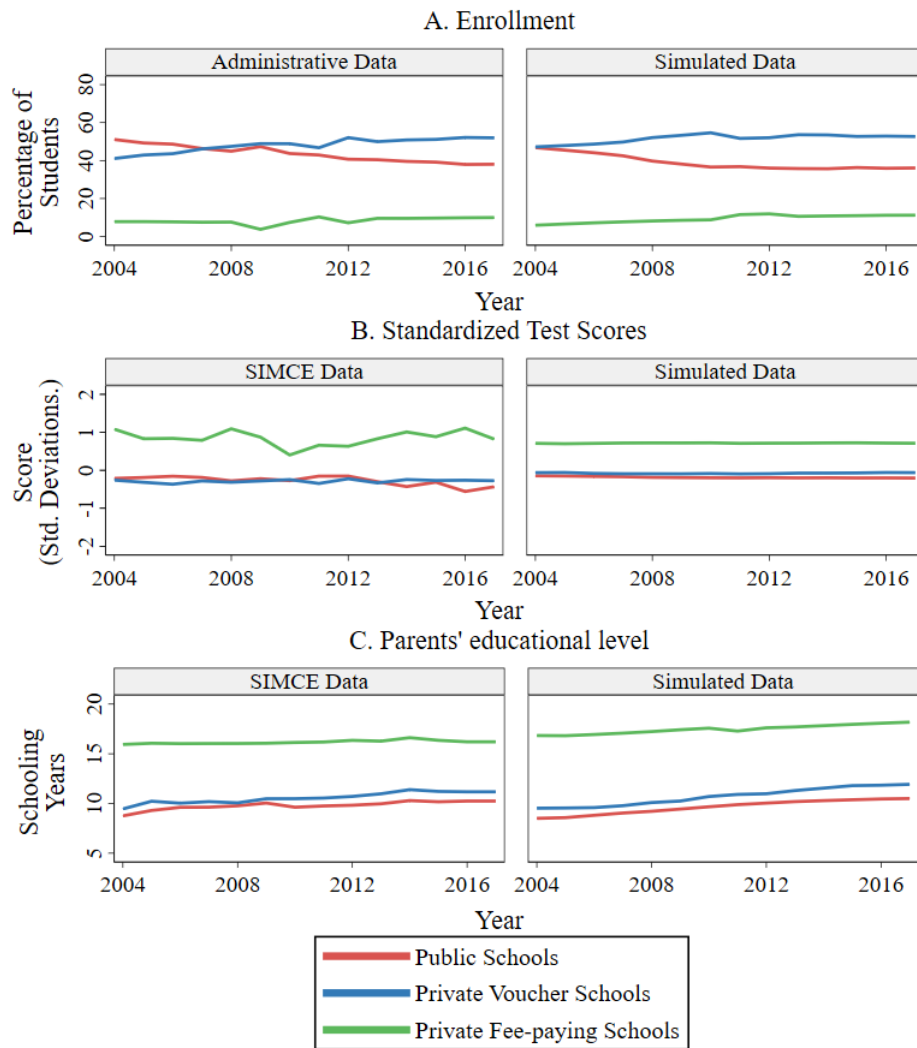 A. Enrollment
Administrative Data
Simulated Data
Percentage of
Students
80
60
40
20
0
2004 2008 2012 2016
2004 2008 2012 2016
Year
B. Standardized Test Scores
SIMCE Data
Simulated Data
Score
(Std. Deviations.)
2
1
0
-1
-2
2004 2008 2012 2016
2004 2008 2012 2016
Year
C. Parents' educational level
SIMCE Data
Simulated Data
Schooling
Years
20
15
10
5
2004 2008 2012 2016
2004 2008 2012 2016
Year
Public Schools
Private Voucher Schools
Private Fee-paying Schools